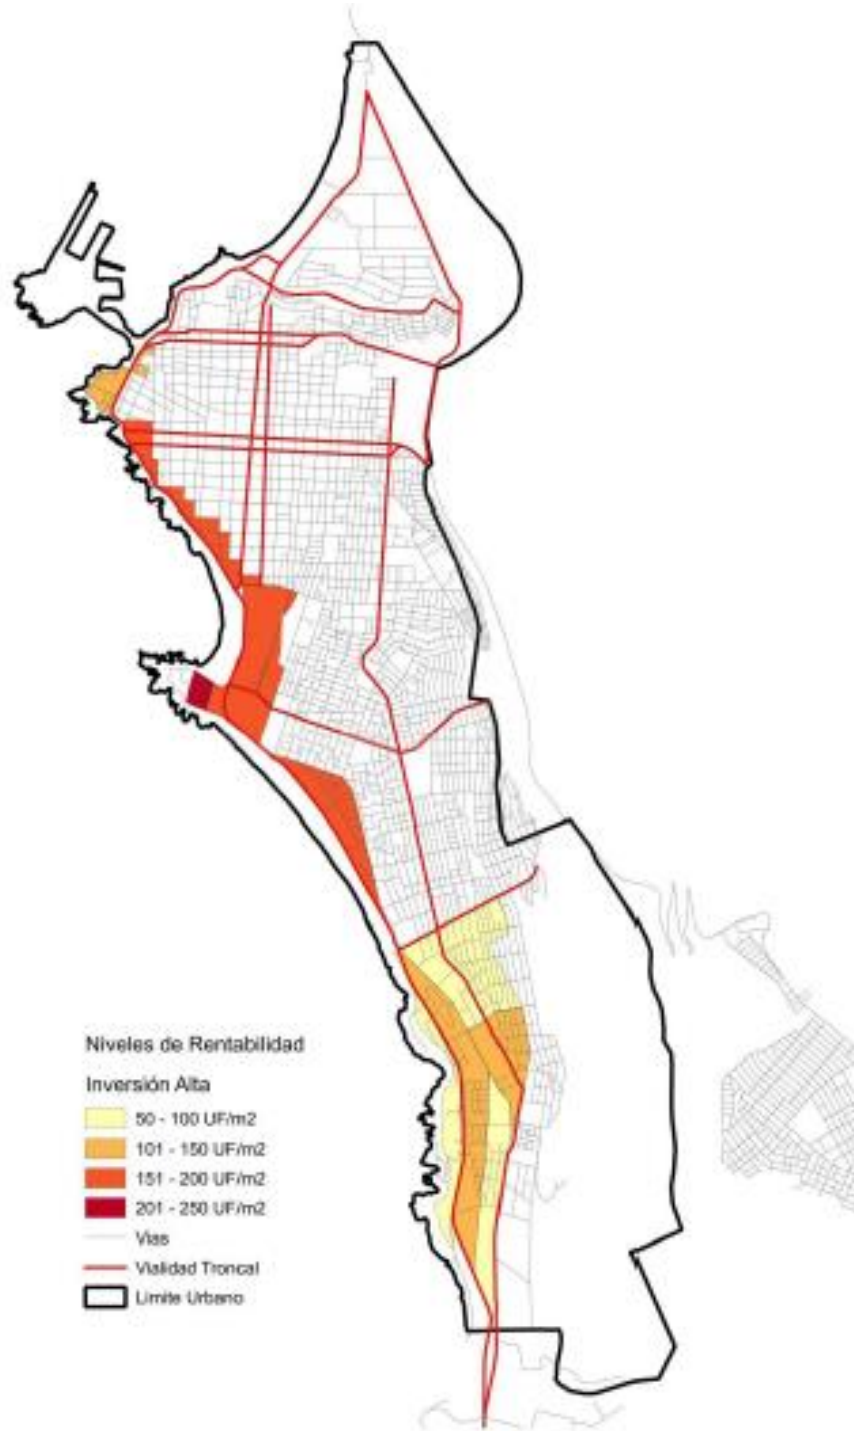 Niveles de Rentabilidad
Inversión Alta
50 - 100 UF/m2
101 - 150 UF/m2
151 - 200 UF/m2
201 - 250 UF/m2
Vias
Vialidad Troncal
Limite Urbano